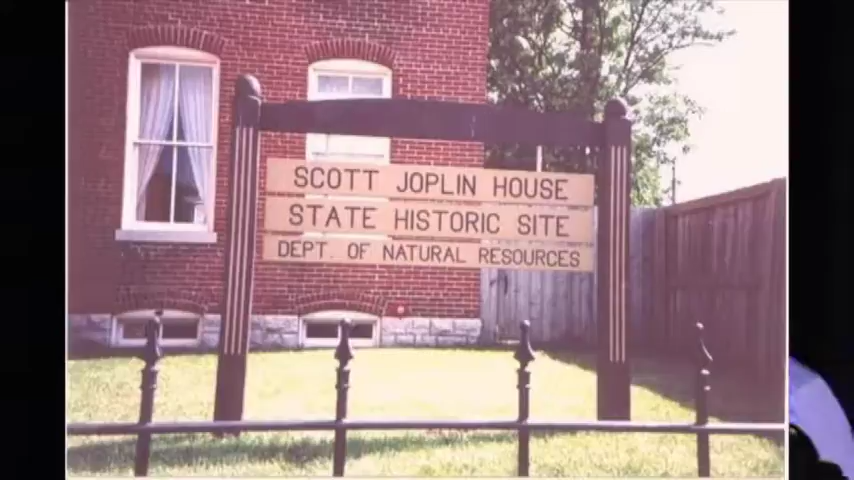 SCOTT JOPLIN HOUSE
STATE HISTORIC SITE
DEPT. OF NATURAL RESOURCES